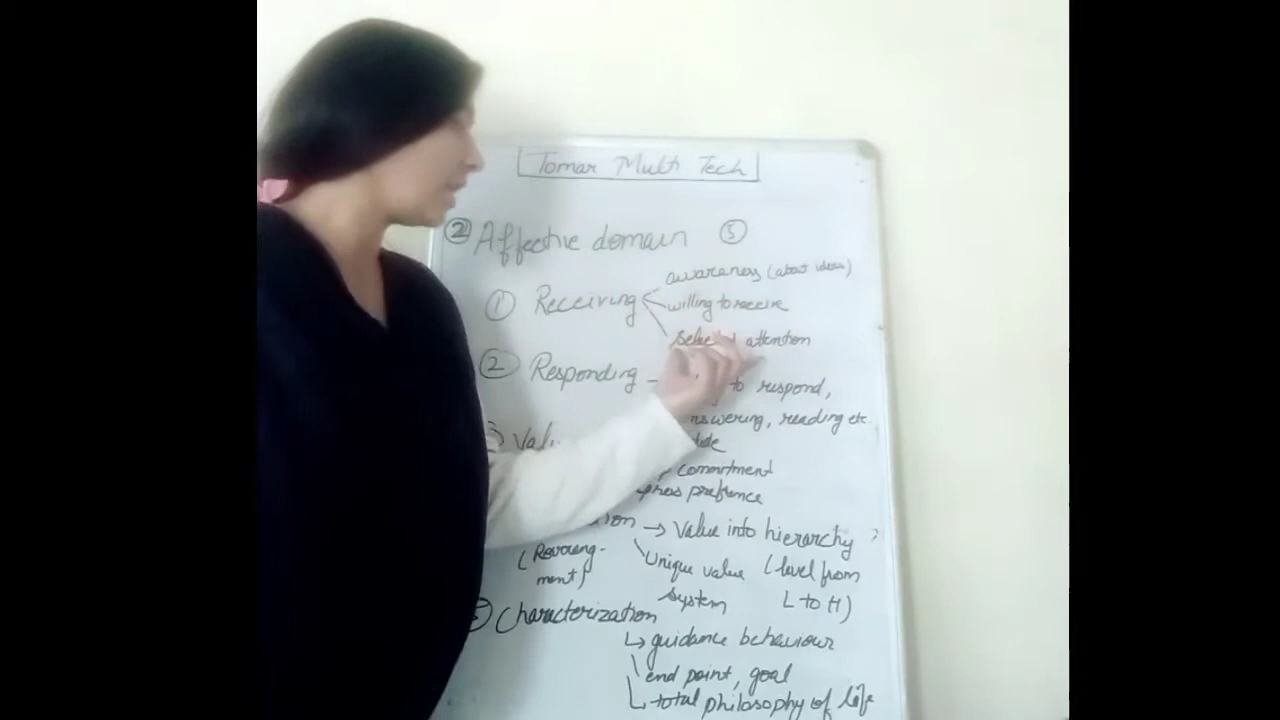 Tomar Multi Tech
② Affective domain ⑤
awareness (about ideas)
① Receiving
willing to receive
attention
② Responding
to respond,
answering, reading etc.
commitment
prefrence
→ Value into hierarchy
(Rearrang-
ment)
Unique value (level from
system L to H)
Characterization
↳ guidance behaviour
end point, goal
total philosophy of life